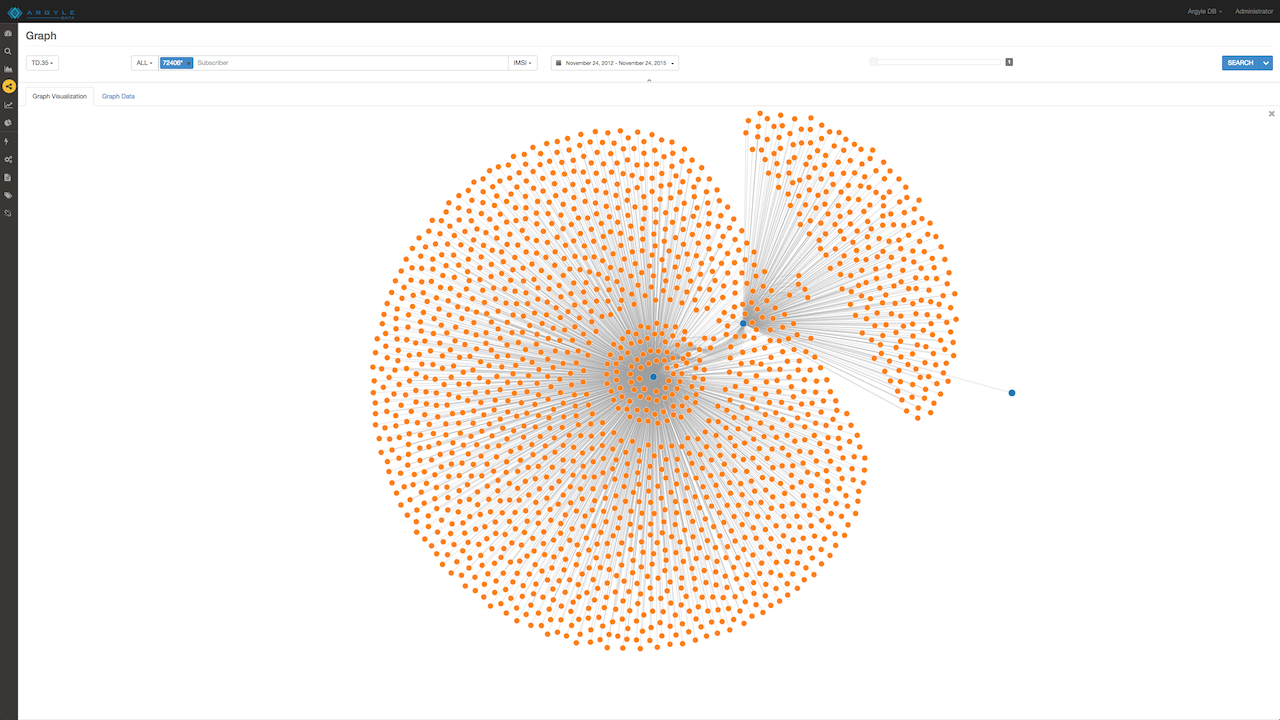 ARGYLE
DATA
Argyle DB
Administrator
Graph
TD.35
ALL
72406*
Subscriber
IMSI
November 24, 2012 - November 24, 2015
1
SEARCH
Graph Visualization
Graph Data